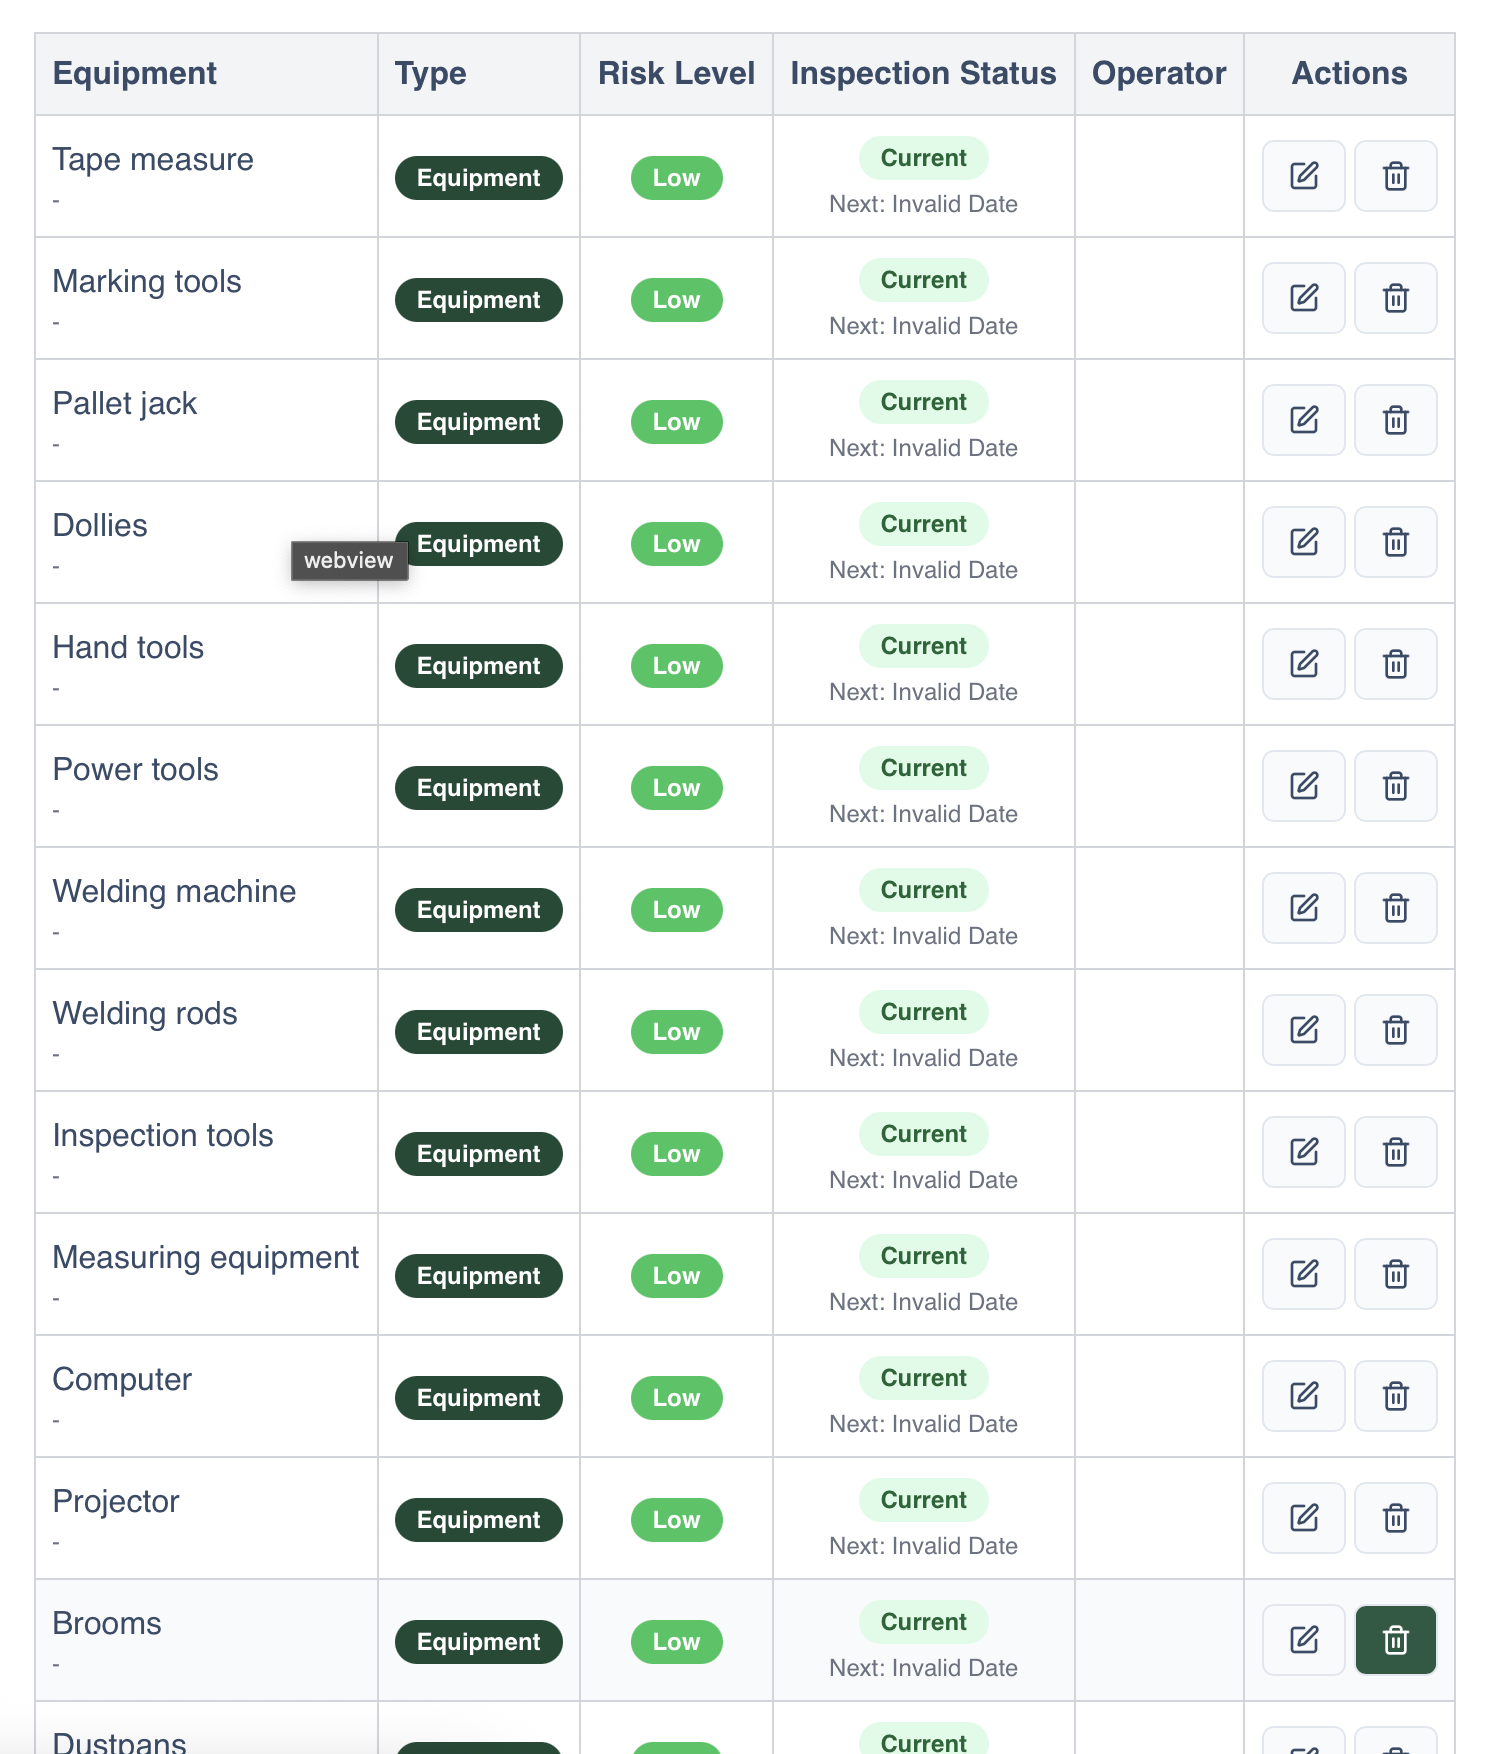 Equipment Type Risk Level Inspection Status Operator Actions
Tape measure
-
Equipment Low Current
Next: Invalid Date
Marking tools
-
Equipment Low Current
Next: Invalid Date
Pallet jack
-
Equipment Low Current
Next: Invalid Date
Dollies
-
webview
Equipment Low Current
Next: Invalid Date
Hand tools
-
Equipment Low Current
Next: Invalid Date
Power tools
-
Equipment Low Current
Next: Invalid Date
Welding machine
-
Equipment Low Current
Next: Invalid Date
Welding rods
-
Equipment Low Current
Next: Invalid Date
Inspection tools
-
Equipment Low Current
Next: Invalid Date
Measuring equipment
-
Equipment Low Current
Next: Invalid Date
Computer
-
Equipment Low Current
Next: Invalid Date
Projector
-
Equipment Low Current
Next: Invalid Date
Brooms
-
Equipment Low Current
Next: Invalid Date
Dustpans
Current